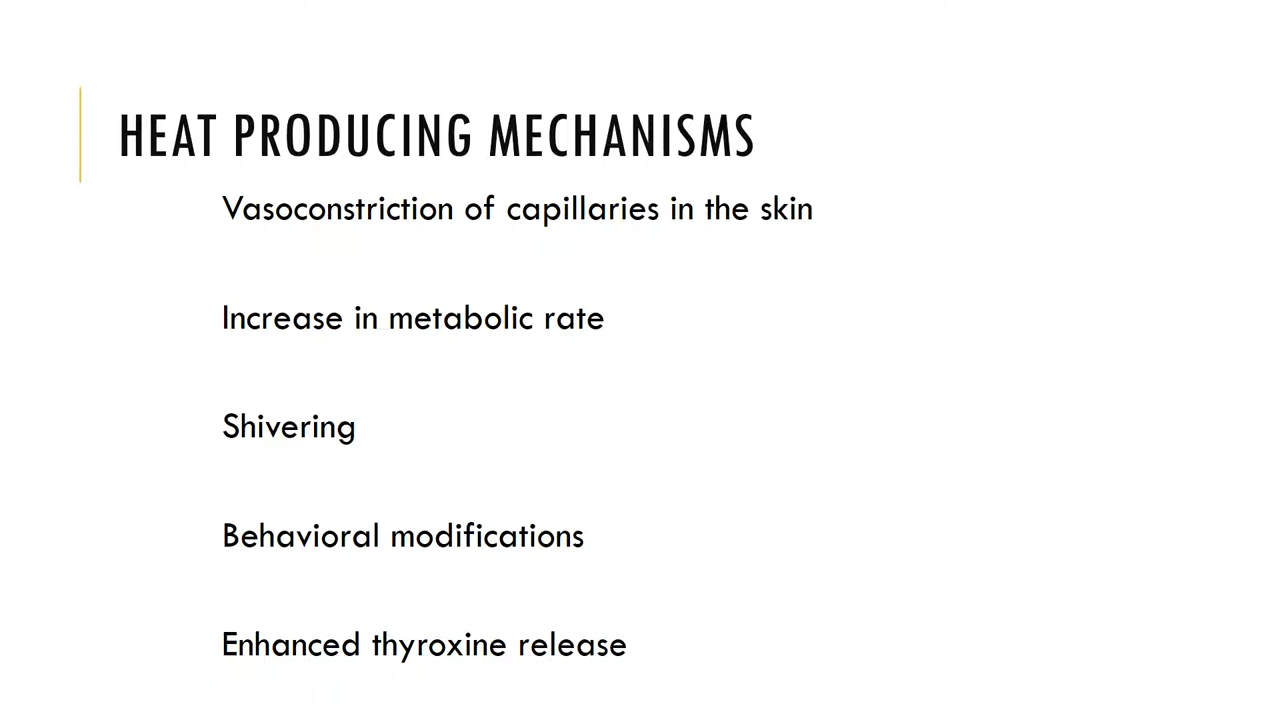 HEAT PRODUCING MECHANISMS
Vasoconstriction of capillaries in the skin
Increase in metabolic rate
Shivering
Behavioral modifications
Enhanced thyroxine release